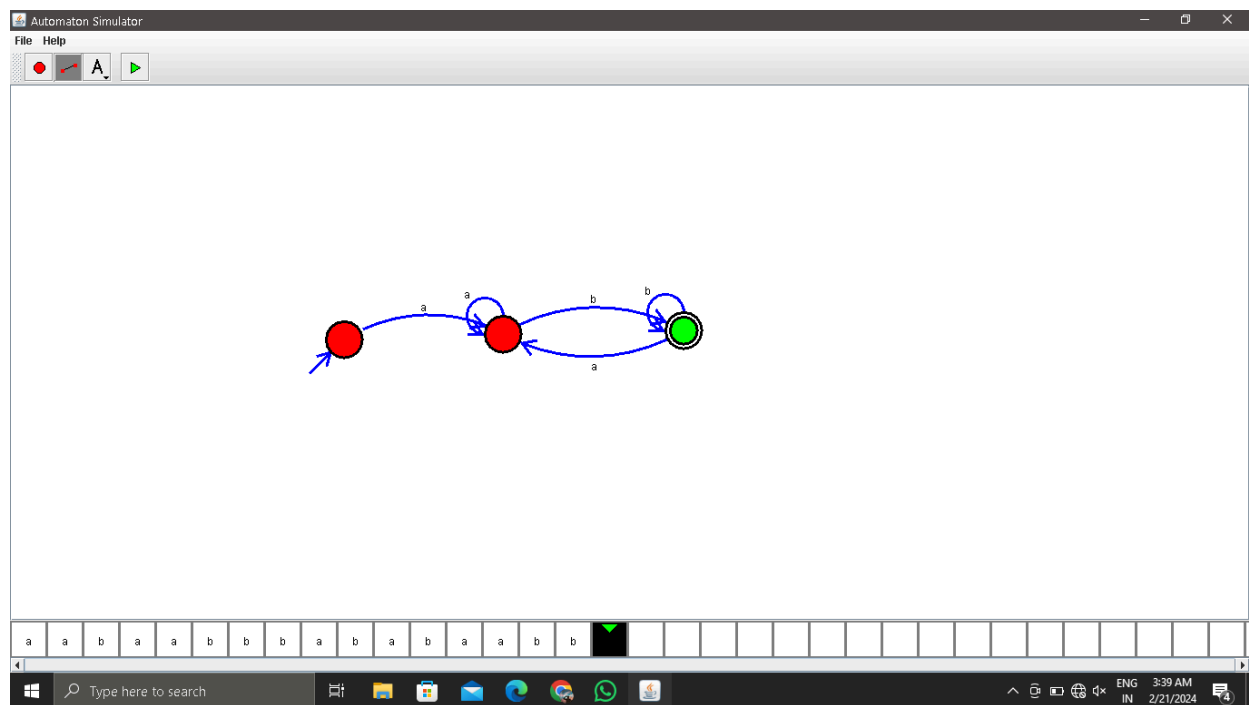 Automaton Simulator
File Help
A
a
a b b
a
a a b a a b b b a b a b a a b b
Type here to search
ENG 3:39 AM
IN 2/21/2024
4